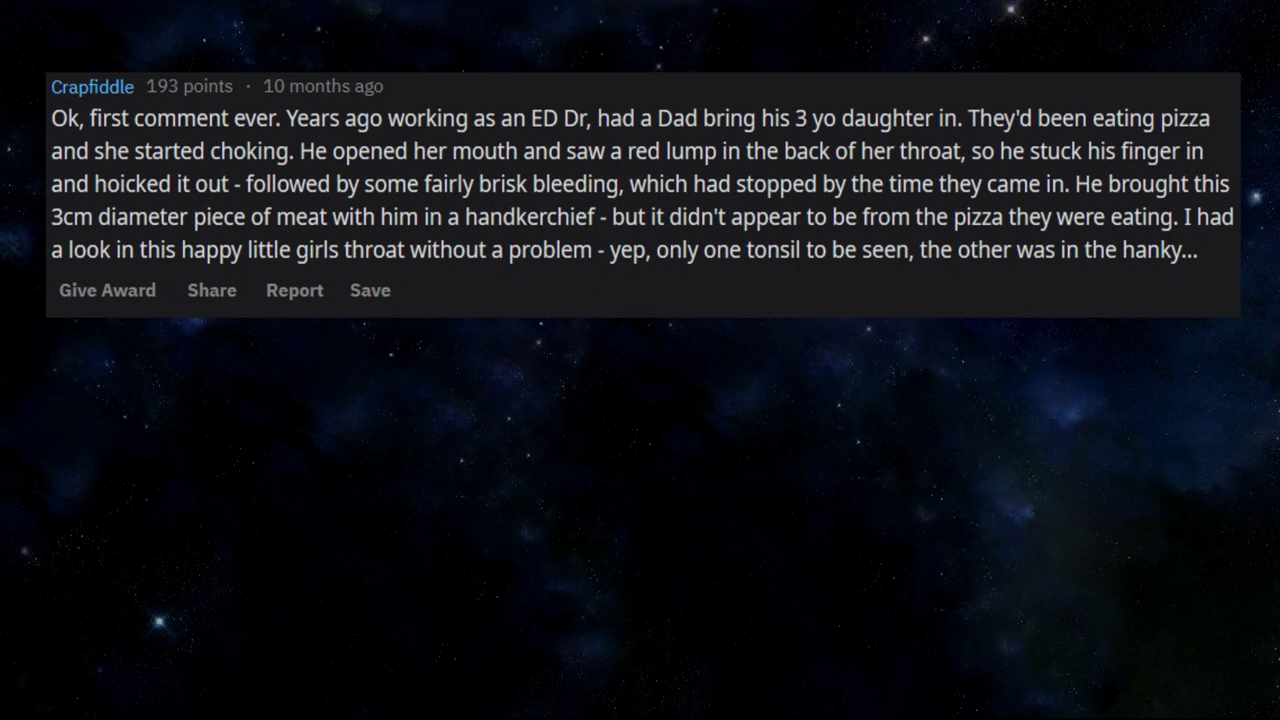 Crapfiddle 193 points · 10 months ago
Ok, first comment ever. Years ago working as an ED Dr, had a Dad bring his 3 yo daughter in. They'd been eating pizza
and she started choking. He opened her mouth and saw a red lump in the back of her throat, so he stuck his finger in
and hoicked it out - followed by some fairly brisk bleeding, which had stopped by the time they came in. He brought this
3cm diameter piece of meat with him in a handkerchief - but it didn't appear to be from the pizza they were eating. I had
a look in this happy little girls throat without a problem - yep, only one tonsil to be seen, the other was in the hanky...
Give Award Share Report Save